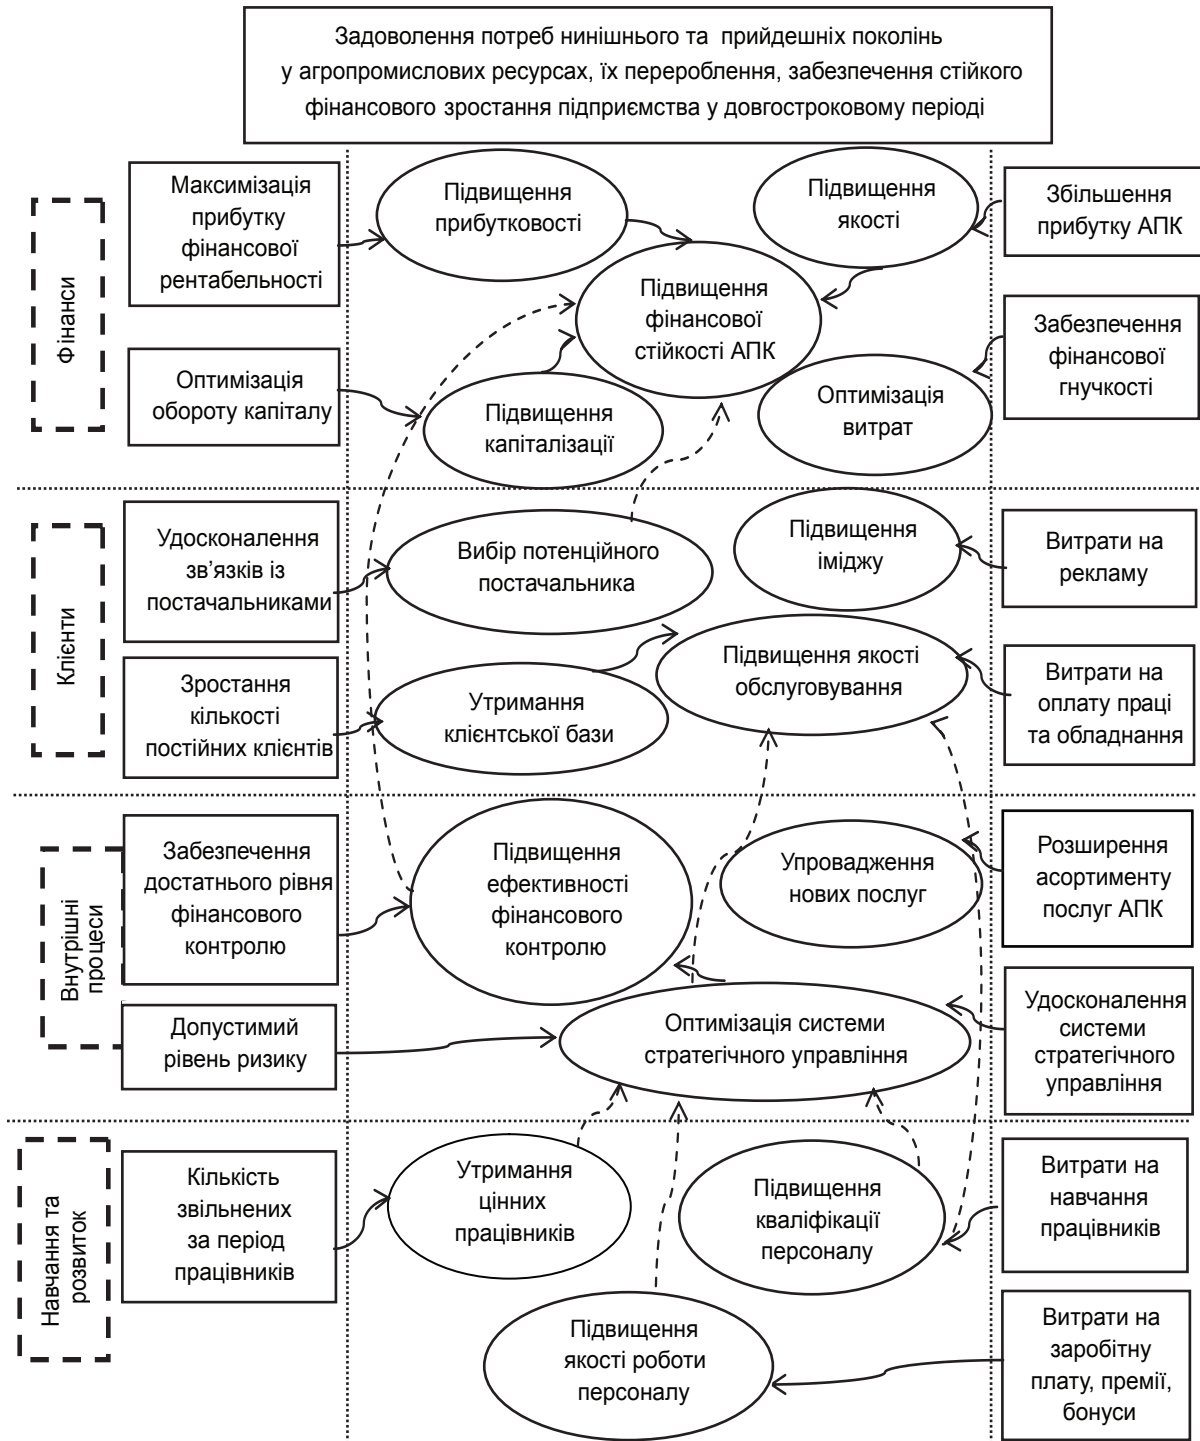 Задоволення потреб нинішнього та прийдешніх поколінь
у агропромислових ресурсах, їх перероблення, забезпечення стійкого
фінансового зростання підприємства у довгостроковому періоді
Фінанси
Максимізація
прибутку
фінансової
рентабельності
Підвищення
прибутковості
Підвищення
якості
Збільшення
прибутку АПК
Підвищення
фінансової
стійкості АПК
Забезпечення
фінансової
гнучкості
Оптимізація
обороту капіталу
Підвищення
капіталізації
Оптимізація
витрат
Клієнти
Удосконалення
зв’язків із
постачальниками
Вибір потенційного
постачальника
Підвищення
іміджу
Витрати на
рекламу
Зростання
кількості
постійних клієнтів
Утримання
клієнтської бази
Підвищення якості
обслуговування
Витрати на
оплату праці
та обладнання
Внутрішні
процеси
Забезпечення
достатнього рівня
фінансового
контролю
Підвищення
ефективності
фінансового
контролю
Упровадження
нових послуг
Розширення
асортименту
послуг АПК
Допустимий
рівень ризику
Оптимізація системи
стратегічного управління
Удосконалення
системи
стратегічного
управління
Навчання та
розвиток
Кількість
звільнених
за період
працівників
Утримання
цінних
працівників
Підвищення
кваліфікації
персоналу
Витрати на
навчання
працівників
Підвищення
якості роботи
персоналу
Витрати на
заробітну
плату, премії,
бонуси